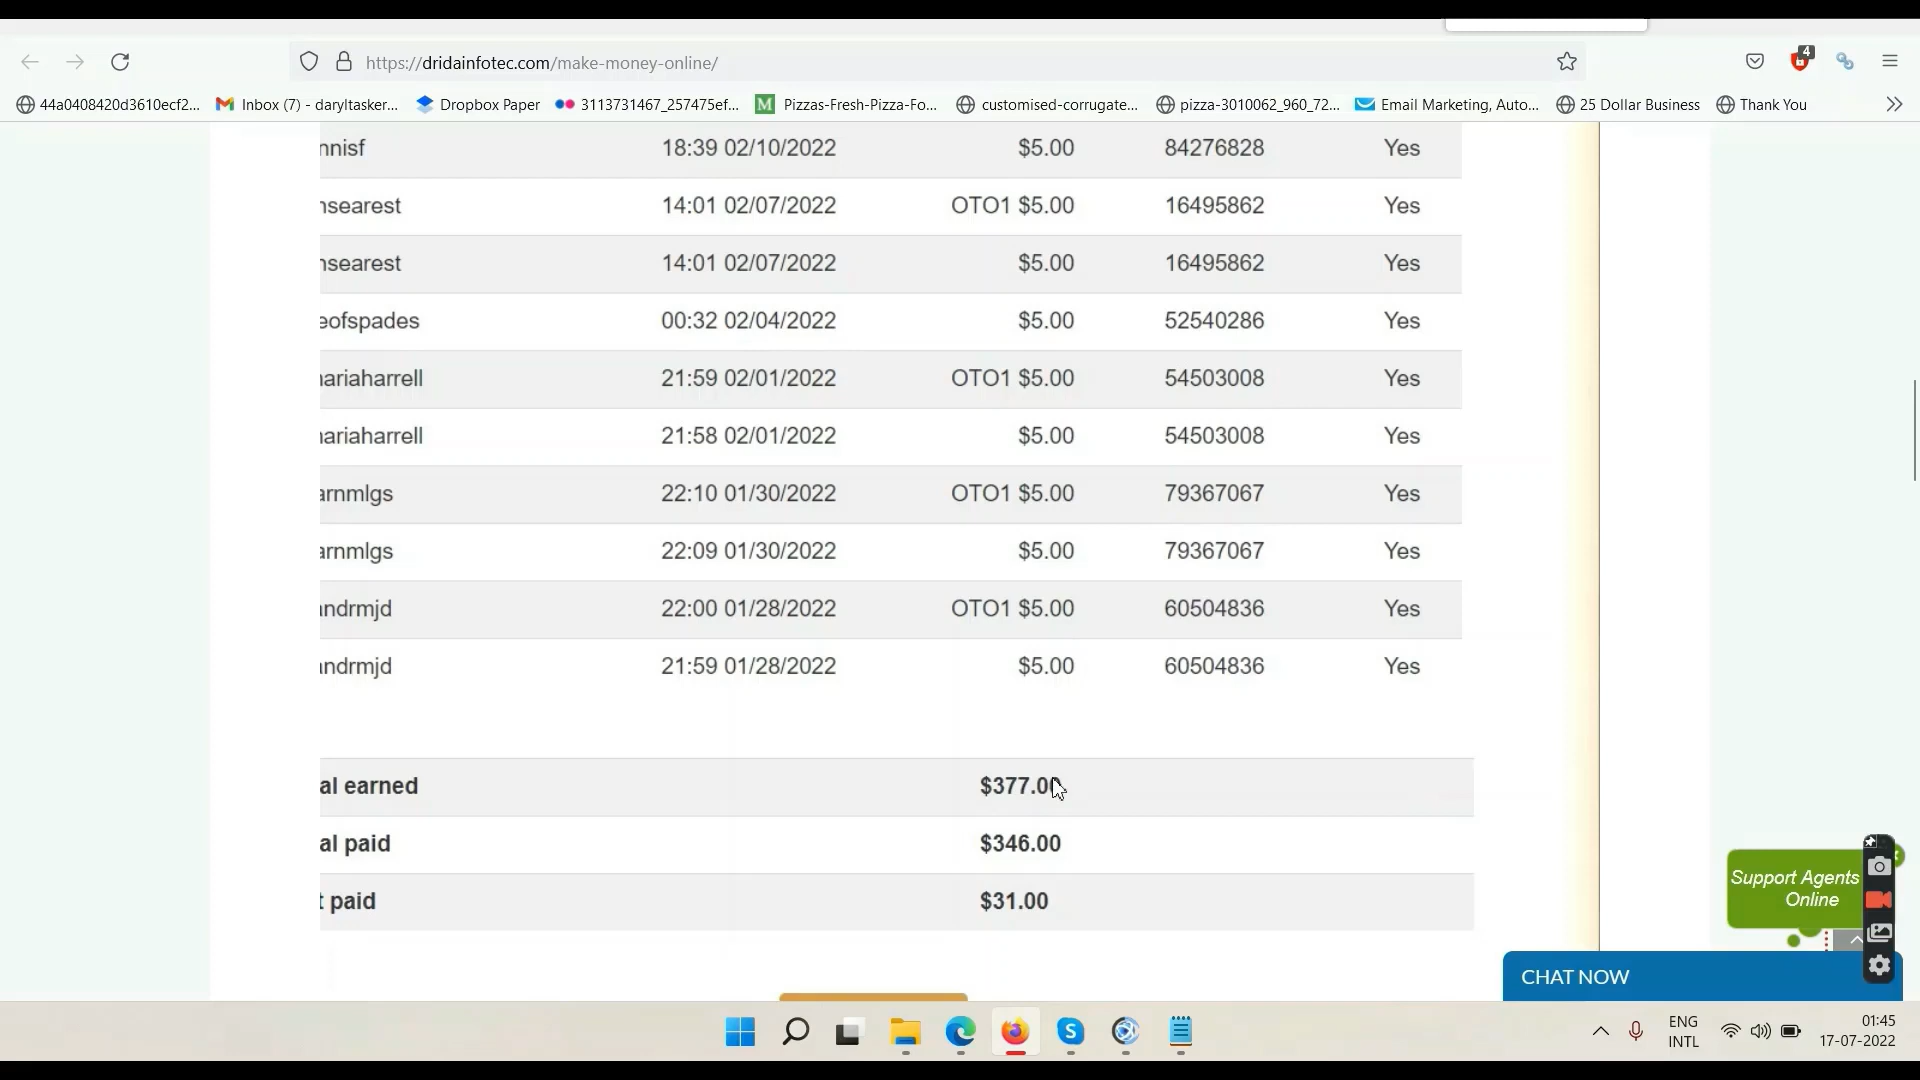 https://dridainfotec.com/make-money-online/
4
44a0408420d3610ecf2... Inbox (7) - daryltasker... Dropbox Paper 3113731467_257475ef... M Pizzas-Fresh-Pizza-Fo... customised-corrugate... pizza-3010062_960_72... Email Marketing, Auto... 25 Dollar Business Thank You
nnisf 18:39 02/10/2022 $5.00 84276828 Yes
nsearest 14:01 02/07/2022 OTO1 $5.00 16495862 Yes
nsearest 14:01 02/07/2022 $5.00 16495862 Yes
eofspades 00:32 02/04/2022 $5.00 52540286 Yes
nariaharrell 21:59 02/01/2022 OTO1 $5.00 54503008 Yes
nariaharrell 21:58 02/01/2022 $5.00 54503008 Yes
arnmlgs 22:10 01/30/2022 OTO1 $5.00 79367067 Yes
arnmlgs 22:09 01/30/2022 $5.00 79367067 Yes
andrmjd 22:00 01/28/2022 OTO1 $5.00 60504836 Yes
andrmjd 21:59 01/28/2022 $5.00 60504836 Yes
al earned $377.00
al paid $346.00
t paid $31.00
Support Agents
Online
CHAT NOW
ENG
INTL
01:45
17-07-2022